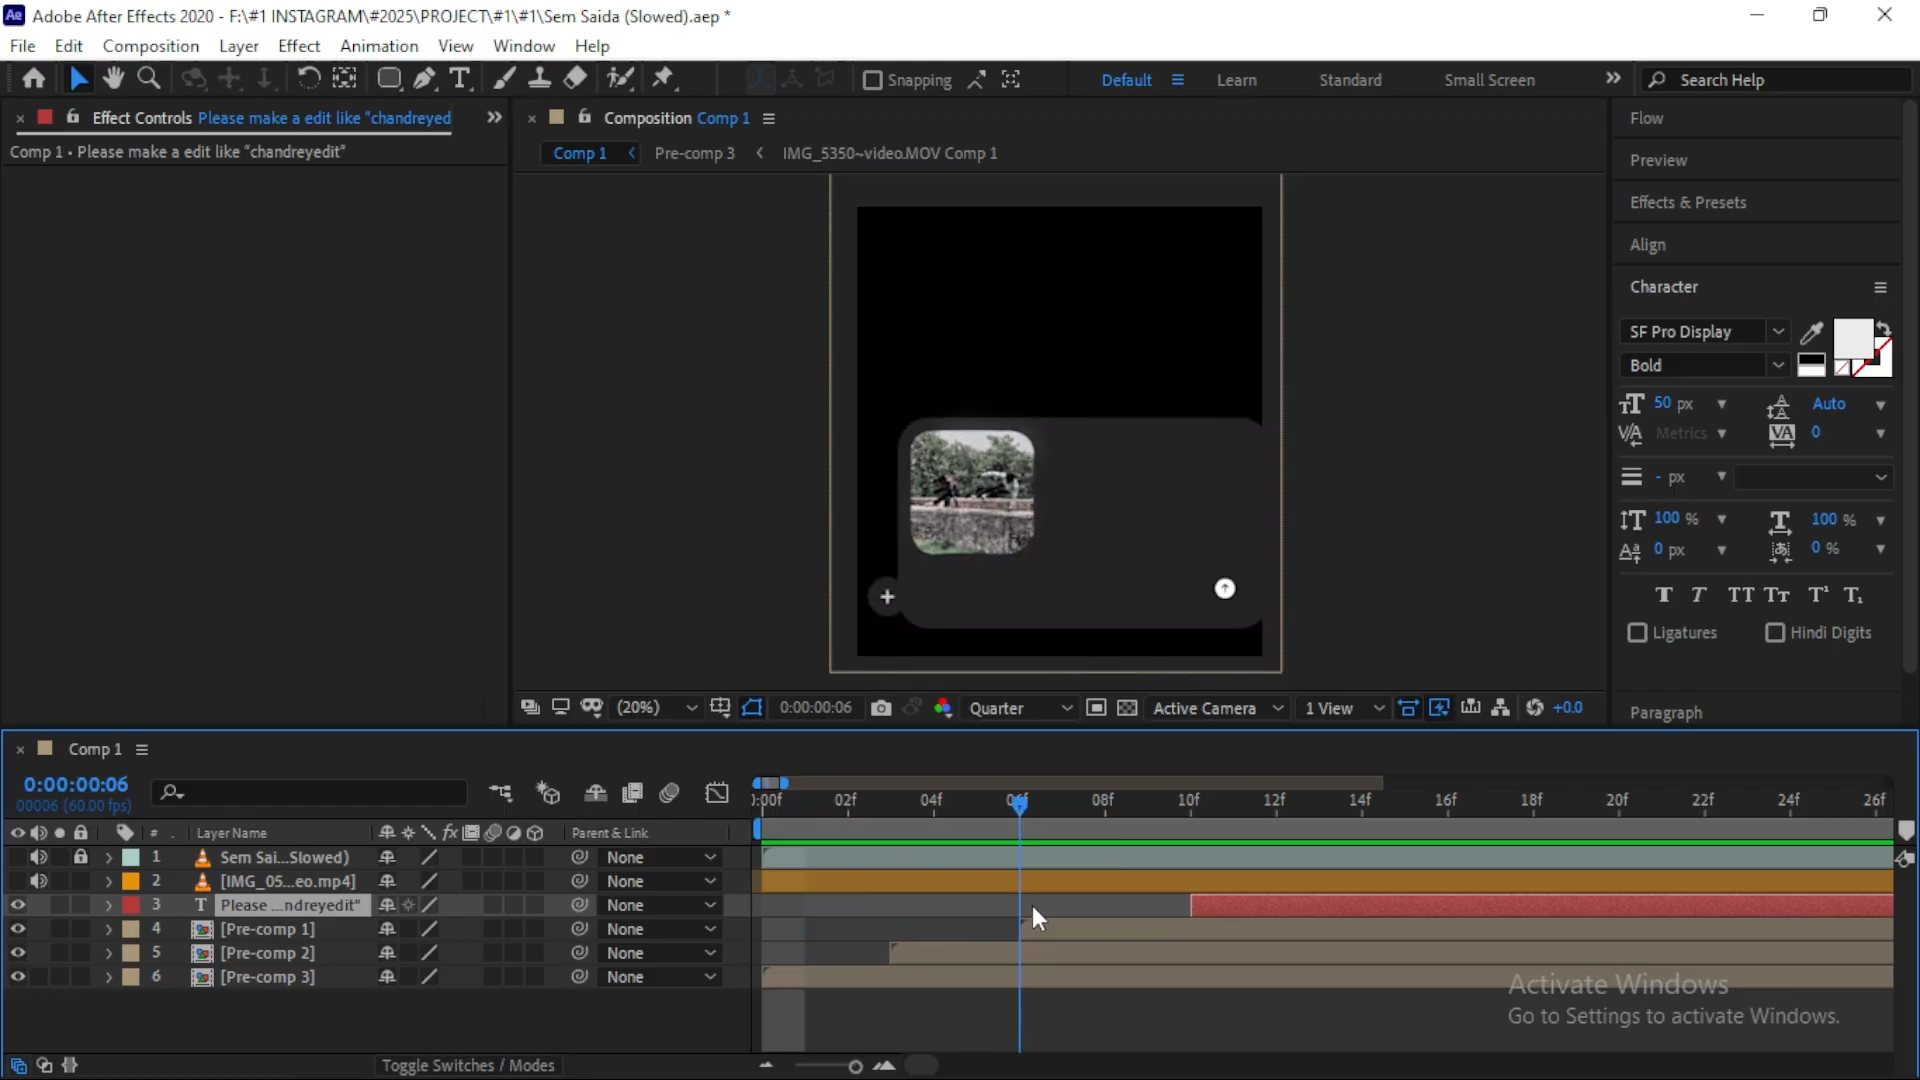 Adobe After Effects 2020 - F:\#1 INSTAGRAM\#2025\PROJECT\#1\#1\Sem Saida (Slowed).aep *
File Edit Composition Layer Effect Animation View Window Help
Snapping Default Learn Standard Small Screen Search Help
Effect Controls Please make a edit like "chandreyed
Composition Comp 1
Comp 1 • Please make a edit like "chandreyedit"
Comp 1 Pre-comp 3 IMG_5350~video.MOV Comp 1
Flow
Preview
Effects & Presets
Align
Character
SF Pro Display
Bold
50 px Auto
Metrics 0
- px
100 % 100 %
0 px 0 %
Ligatures Hindi Digits
Paragraph
(20%) 0:00:00:06 Quarter Active Camera 1 View +0.0
Comp 1
0:00:00:06
00006 (60.00 fps)
):00f 02f 04f 06f 08f 10f 12f 14f 16f 18f 20f 22f 24f 26f
# . Layer Name Parent & Link
1 Sem Sai...Slowed) None
2 [IMG_05...eo.mp4] None
3 Please ...ndreyedit" None
4 [Pre-comp 1] None
5 [Pre-comp 2] None
6 [Pre-comp 3] None
Activate Windows
Go to Settings to activate Windows.
Toggle Switches / Modes